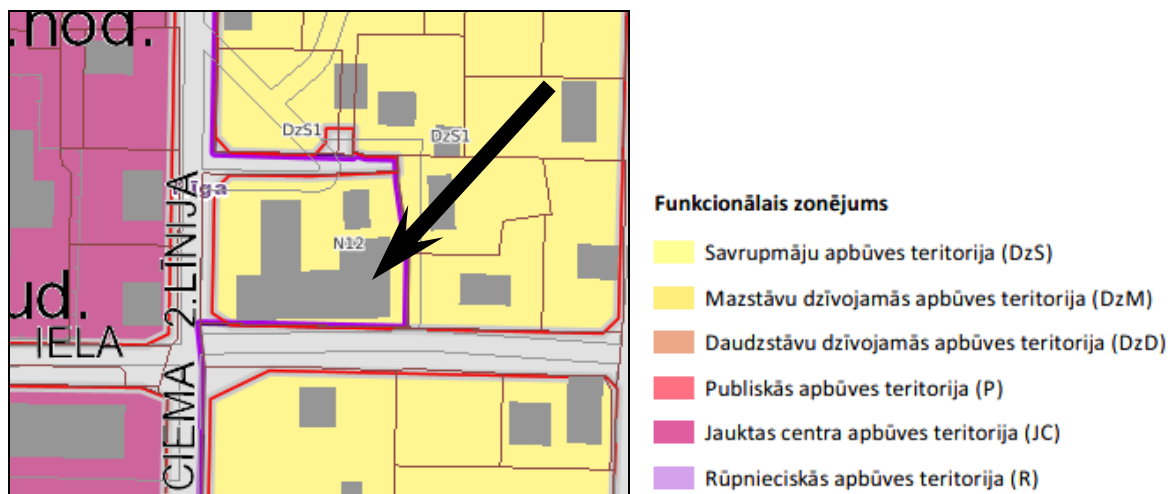 .nod.
DzS1
DzS1
īga
N12
ud.
IELA
CIEMA 2.LĪNIJA
Funkcionālais zonējums
Savrupmāju apbūves teritorija (DzS)
Mazstāvu dzīvojamās apbūves teritorija (DzM)
Daudzstāvu dzīvojamās apbūves teritorija (DzD)
Publiskās apbūves teritorija (P)
Jauktas centra apbūves teritorija (JC)
Rūpnieciskās apbūves teritorija (R)